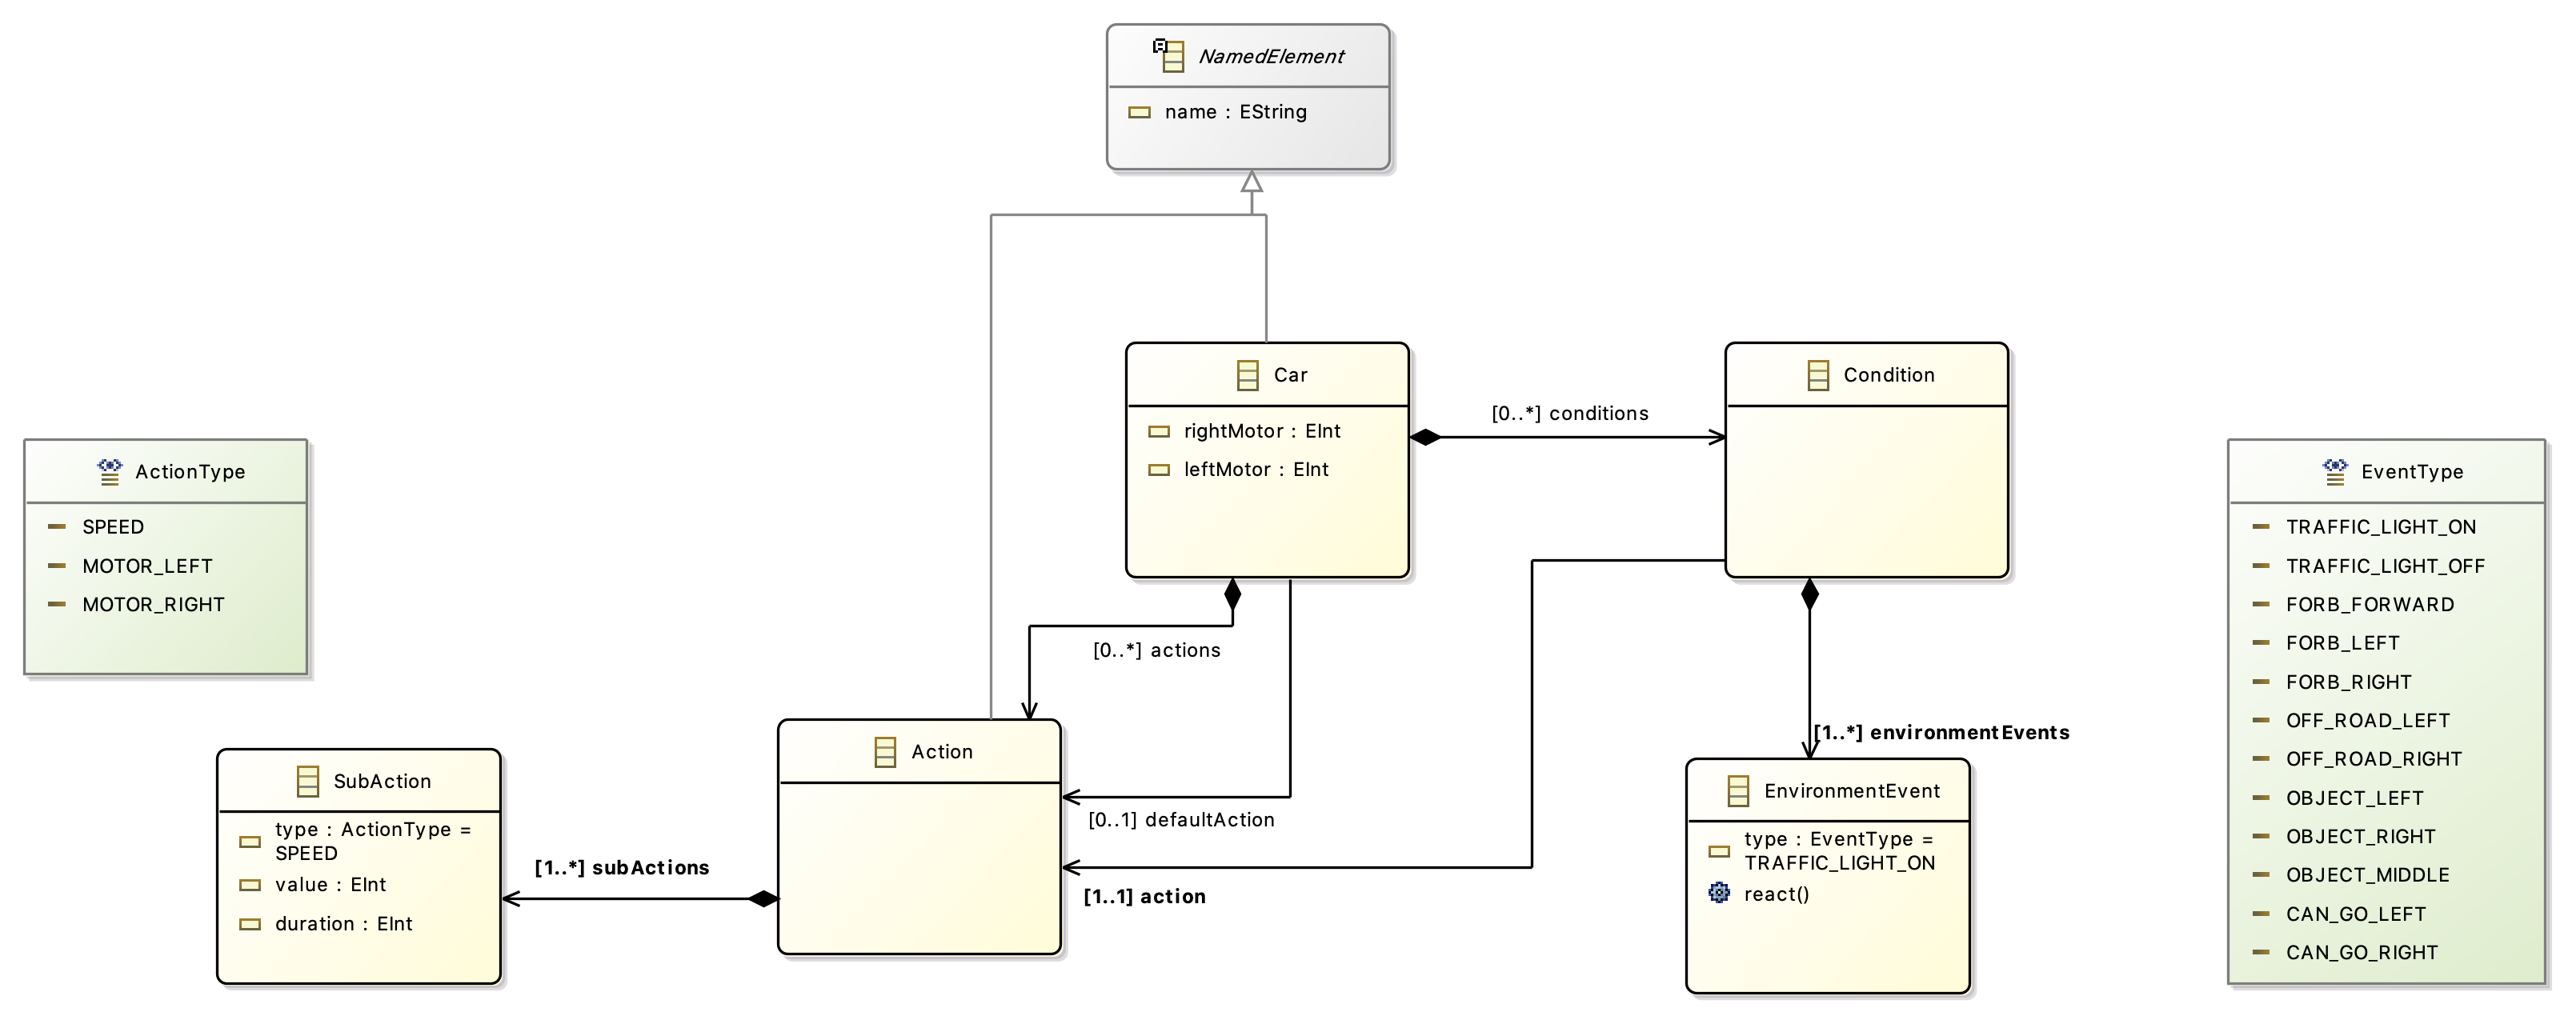 NamedElement
name : EString
Car
rightMotor : EInt
leftMotor : EInt
[0..*] conditions
Condition
ActionType
SPEED
MOTOR_LEFT
MOTOR_RIGHT
EventType
TRAFFIC_LIGHT_ON
TRAFFIC_LIGHT_OFF
FORB_FORWARD
FORB_LEFT
FORB_RIGHT
OFF_ROAD_LEFT
OFF_ROAD_RIGHT
OBJECT_LEFT
OBJECT_RIGHT
OBJECT_MIDDLE
CAN_GO_LEFT
CAN_GO_RIGHT
[0..*] actions
[1..*] environmentEvents
SubAction
type : ActionType =
SPEED
value : EInt
duration : EInt
[1..*] subActions
Action
[0..1] defaultAction
[1..1] action
EnvironmentEvent
type : EventType =
TRAFFIC_LIGHT_ON
react()